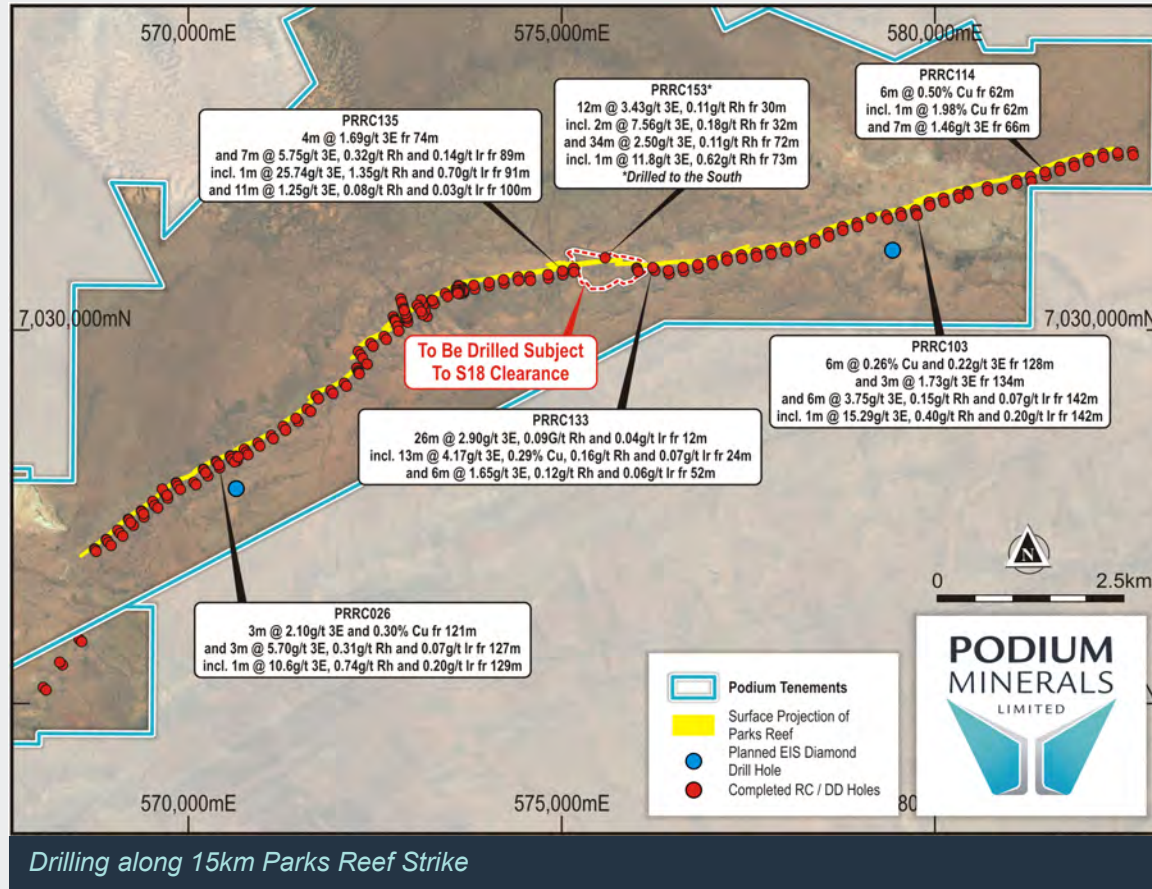 570,000mE
575,000mE
580,000mE
PRRC135
4m @ 1.69g/t 3E fr 74m
and 7m @ 5.75g/t 3E, 0.32g/t Rh and 0.14g/t Ir fr 89m
incl. 1m @ 25.74g/t 3E, 1.35g/t Rh and 0.70g/t Ir fr 91m
and 11m @ 1.25g/t 3E, 0.08g/t Rh and 0.03g/t Ir fr 100m
PRRC153*
12m @ 3.43g/t 3E, 0.11g/t Rh fr 30m
incl. 2m @ 7.56g/t 3E, 0.18g/t Rh fr 32m
and 34m @ 2.50g/t 3E, 0.11g/t Rh fr 72m
incl. 1m @ 11.8g/t 3E, 0.62g/t Rh fr 73m
*Drilled to the South
PRRC114
6m @ 0.50% Cu fr 62m
incl. 1m @ 1.98% Cu fr 62m
and 7m @ 1.46g/t 3E fr 66m
7,030,000mN
7,030,000mN
To Be Drilled Subject
To S18 Clearance
PRRC103
6m @ 0.26% Cu and 0.22g/t 3E fr 128m
and 3m @ 1.73g/t 3E fr 134m
and 6m @ 3.75g/t 3E, 0.15g/t Rh and 0.07g/t Ir fr 142m
incl. 1m @ 15.29g/t 3E, 0.40g/t Rh and 0.20g/t Ir fr 142m
PRRC133
26m @ 2.90g/t 3E, 0.09G/t Rh and 0.04g/t Ir fr 12m
incl. 13m @ 4.17g/t 3E, 0.29% Cu, 0.16g/t Rh and 0.07g/t Ir fr 24m
and 6m @ 1.65g/t 3E, 0.12g/t Rh and 0.06g/t Ir fr 52m
PRRC026
3m @ 2.10g/t 3E and 0.30% Cu fr 121m
and 3m @ 5.70g/t 3E, 0.31g/t Rh and 0.07g/t Ir fr 127m
incl. 1m @ 10.6g/t 3E, 0.74g/t Rh and 0.20g/t Ir fr 129m
N
0
2.5km
Podium Tenements
Surface Projection of
Parks Reef
Planned EIS Diamond
Drill Hole
Completed RC / DD Holes
PODIUM
MINERALS
LIMITED
570,000mE
575,000mE
80
Drilling along 15km Parks Reef Strike